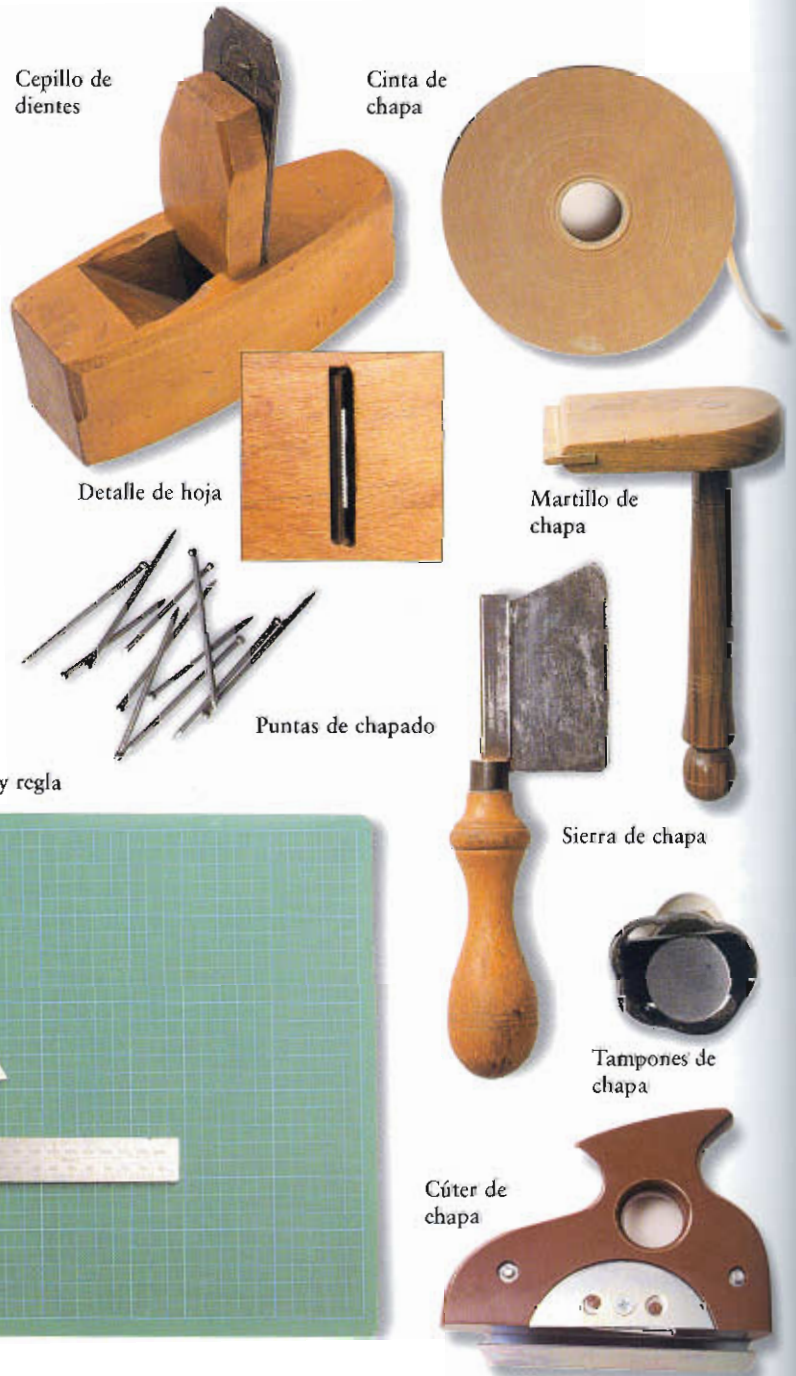 Cepillo de
dientes
Cinta de
chapa
Detalle de hoja
Martillo de
chapa
Puntas de chapado
y regla
Sierra de chapa
Tampones de
chapa
Cúter de
chapa